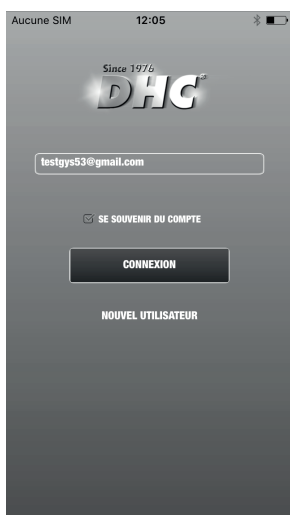 Aucune SIM 12:05
Since 1976
DHC®
testgys53@gmail.com
SE SOUVENIR DU COMPTE
CONNEXION
NOUVEL UTILISATEUR